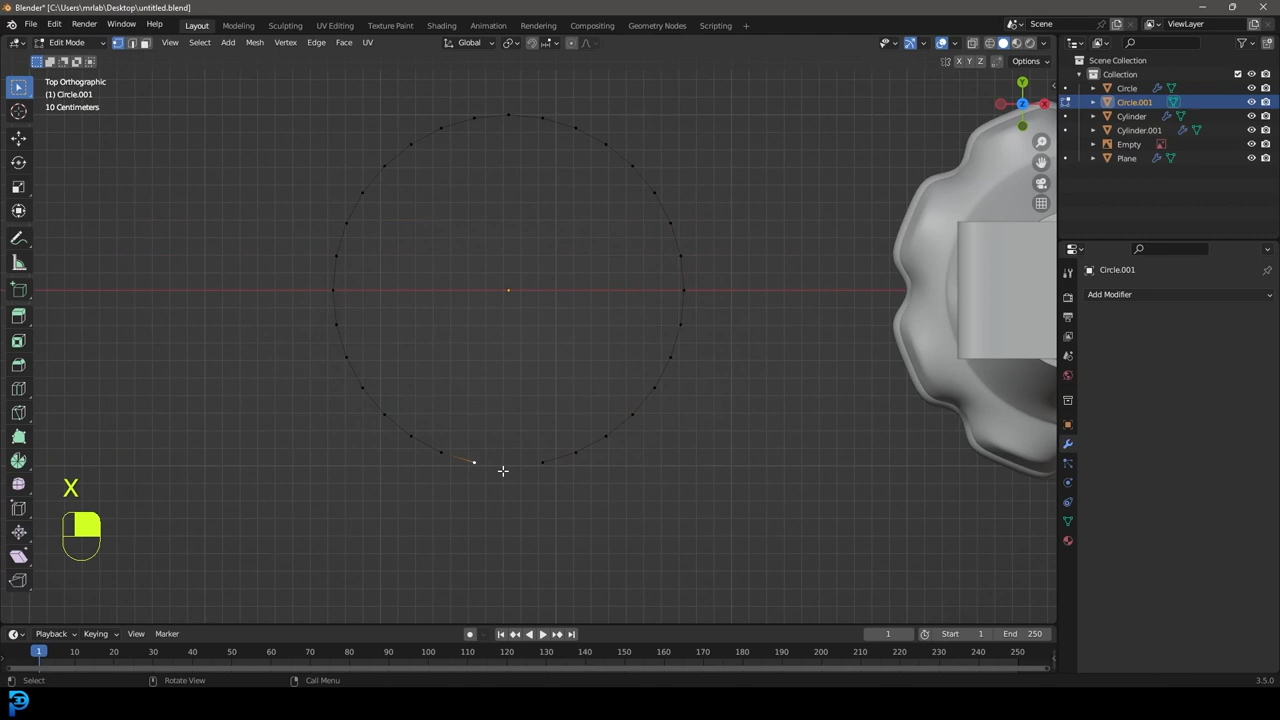 Blender* [C:\Users\mrlab\Desktop\untitled.blend]
File Edit Render Window Help Layout Modeling Sculpting UV Editing Texture Paint Shading Animation Rendering Compositing Geometry Nodes Scripting + Scene ViewLayer
Edit Mode View Select Add Mesh Vertex Edge Face UV Global
X Y Z Options
Top Orthographic
(1) Circle.001
10 Centimeters
Y
Z
X
Scene Collection
Collection
Circle
Circle.001
Cylinder
Cylinder.001
Empty
Plane
Circle.001
Add Modifier
X
Playback Keying View Marker 1 Start 1 End 250
1 10 20 30 40 50 60 70 80 90 100 110 120 130 140 150 160 170 180 190 200 210 220 230 240 250
Select Rotate View Call Menu 3.5.0